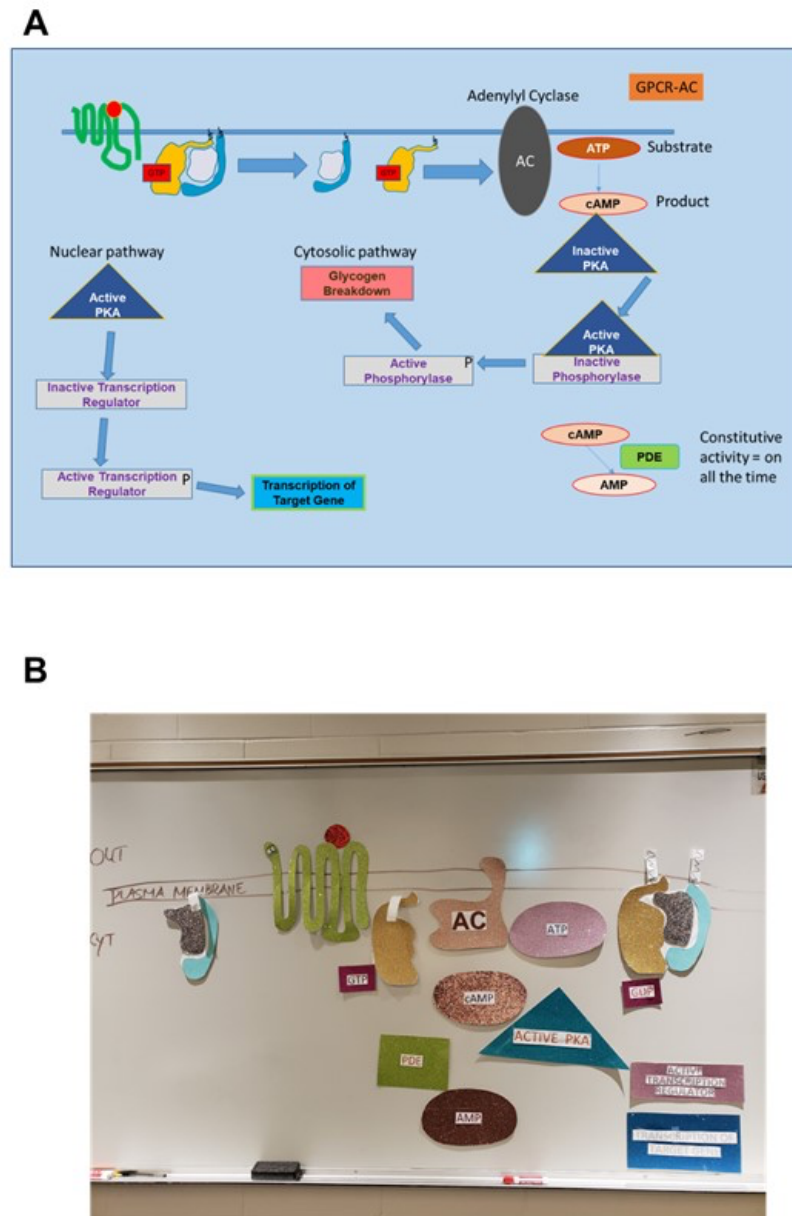 A
GPCR-AC
Adenylyl Cyclase
GTP
GTP
AC
ATP
Substrate
cAMP
Product
Inactive
PKA
Nuclear pathway
Active
PKA
Cytosolic pathway
Glycogen
Breakdown
Active
Phosphorylase
P
Active
PKA
Inactive
Phosphorylase
Inactive Transcription
Regulator
Active Transcription
Regulator
P
Transcription of
Target Gene
cAMP
PDE
AMP
Constitutive
activity = on
all the time
B
OUT
PLASMA MEMBRANE
CYT
AC
ATP
GTP
cAMP
ACTIVE PKA
PDE
AMP
ACTIVE
TRANSCRIPTION
REGULATOR
TRANSCRIPTION OF
TARGET GENE